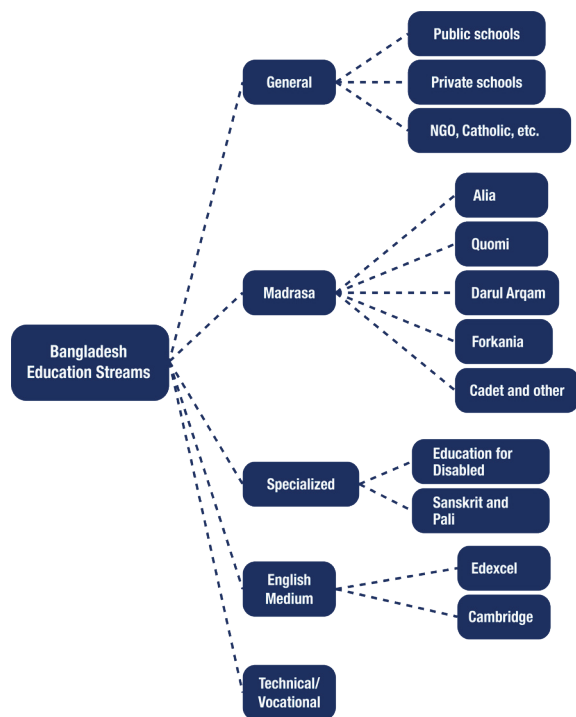 Public schools
General
Private schools
NGO, Catholic, etc.
Alia
Quomi
Madrasa
Darul Arqam
Forkania
Bangladesh
Education Streams
Cadet and other
Education for
Disabled
Specialized
Sanskrit and
Pali
English
Medium
Edexcel
Cambridge
Technical/
Vocational